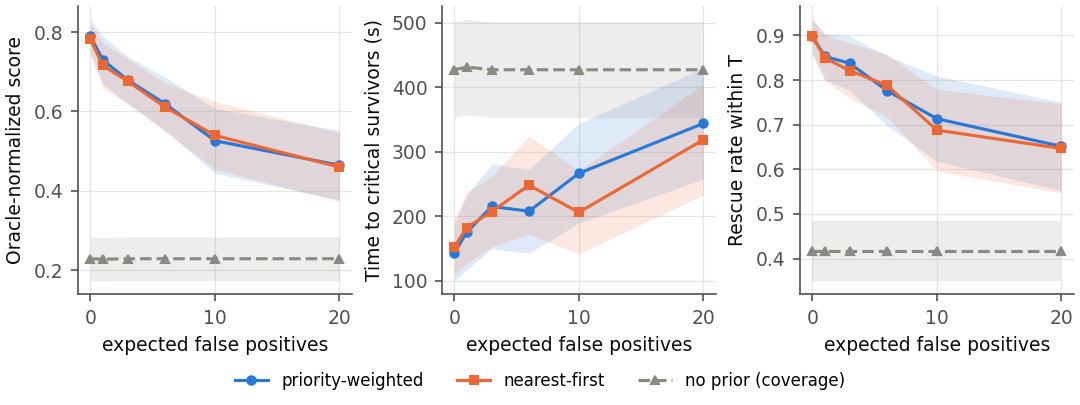 Oracle-normalized score
0.8
0.6
0.4
0.2
0
10
20
expected false positives
Time to critical survivors (s)
500
400
300
200
100
0
10
20
expected false positives
Rescue rate within T
0.9
0.8
0.7
0.6
0.5
0.4
0
10
20
expected false positives
priority-weighted
nearest-first
no prior (coverage)